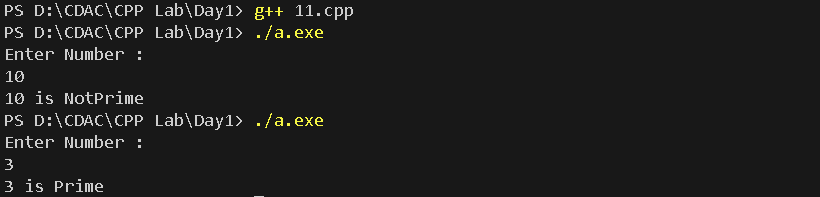 PS D:\CDAC\CPP Lab\Day1> g++ 11.cpp
PS D:\CDAC\CPP Lab\Day1> ./a.exe
Enter Number :
10
10 is NotPrime
PS D:\CDAC\CPP Lab\Day1> ./a.exe
Enter Number :
3
3 is Prime